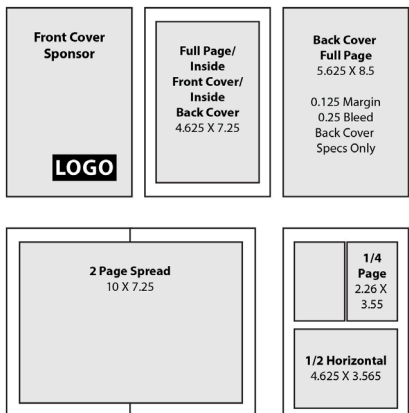 Front Cover
Sponsor
LOGO
Full Page/
Inside
Front Cover/
Inside
Back Cover
4.625 X 7.25
Back Cover
Full Page
5.625 X 8.5
0.125 Margin
0.25 Bleed
Back Cover
Specs Only
2 Page Spread
10 X 7.25
1/4
Page
2.26 X
3.55
1/2 Horizontal
4.625 X 3.565